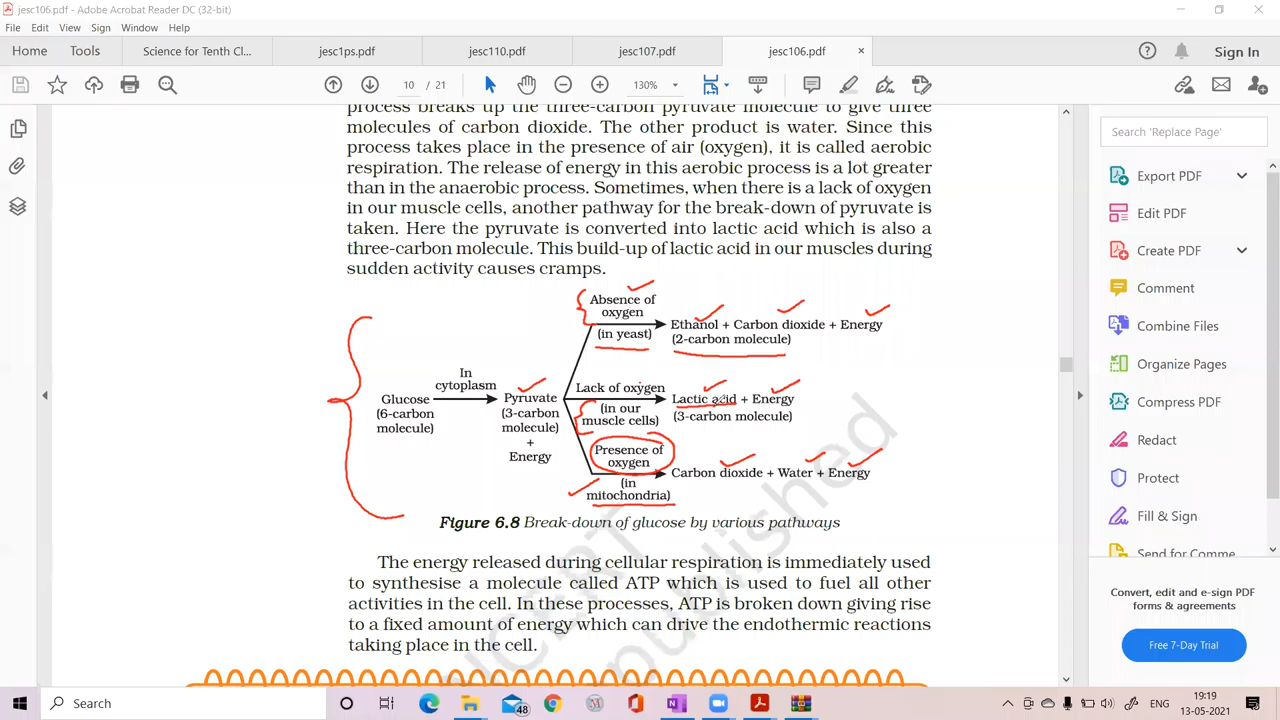 jesc106.pdf - Adobe Acrobat Reader DC (32-bit)
File Edit View Sign Window Help
Home Tools Science for Tenth Cl... jesc1ps.pdf jesc110.pdf jesc107.pdf jesc106.pdf × Sign In
10 / 21 130%
process breaks up the three-carbon pyruvate molecule to give three
molecules of carbon dioxide. The other product is water. Since this
process takes place in the presence of air (oxygen), it is called aerobic
respiration. The release of energy in this aerobic process is a lot greater
than in the anaerobic process. Sometimes, when there is a lack of oxygen
in our muscle cells, another pathway for the break-down of pyruvate is
taken. Here the pyruvate is converted into lactic acid which is also a
three-carbon molecule. This build-up of lactic acid in our muscles during
sudden activity causes cramps.
Absence of
oxygen
(in yeast)
Ethanol + Carbon dioxide + Energy
(2-carbon molecule)
In
cytoplasm
Glucose
(6-carbon
molecule)
Pyruvate
(3-carbon
molecule)
+
Energy
Lack of oxygen
(in our
muscle cells)
Lactic acid + Energy
(3-carbon molecule)
Presence of
oxygen
(in
mitochondria)
Carbon dioxide + Water + Energy
Figure 6.8 Break-down of glucose by various pathways
The energy released during cellular respiration is immediately used
to synthesise a molecule called ATP which is used to fuel all other
activities in the cell. In these processes, ATP is broken down giving rise
to a fixed amount of energy which can drive the endothermic reactions
taking place in the cell.
NCERT
published
Search 'Replace Page'
Export PDF
Edit PDF
Create PDF
Comment
Combine Files
Organize Pages
Compress PDF
Redact
Protect
Fill & Sign
Send for Comme
Convert, edit and e-sign PDF
forms & agreements
Free 7-Day Trial
Search
48
ENG
19:19
13-05-2021